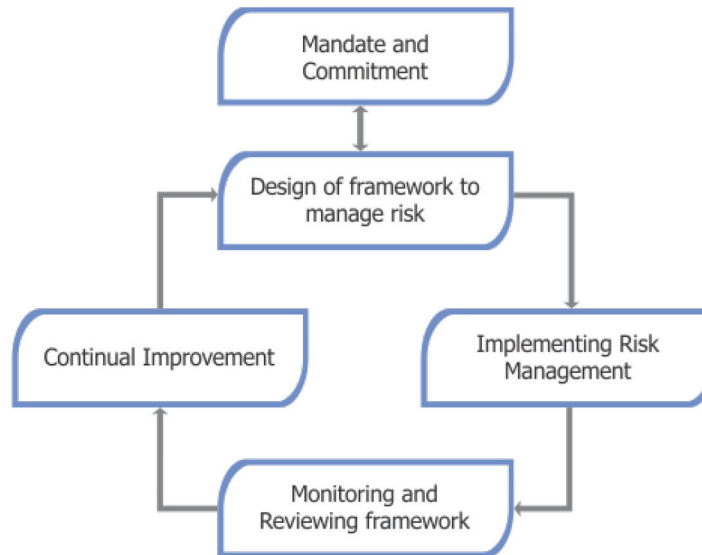 Mandate and
Commitment
Design of framework to
manage risk
Continual Improvement
Implementing Risk
Management
Monitoring and
Reviewing framework